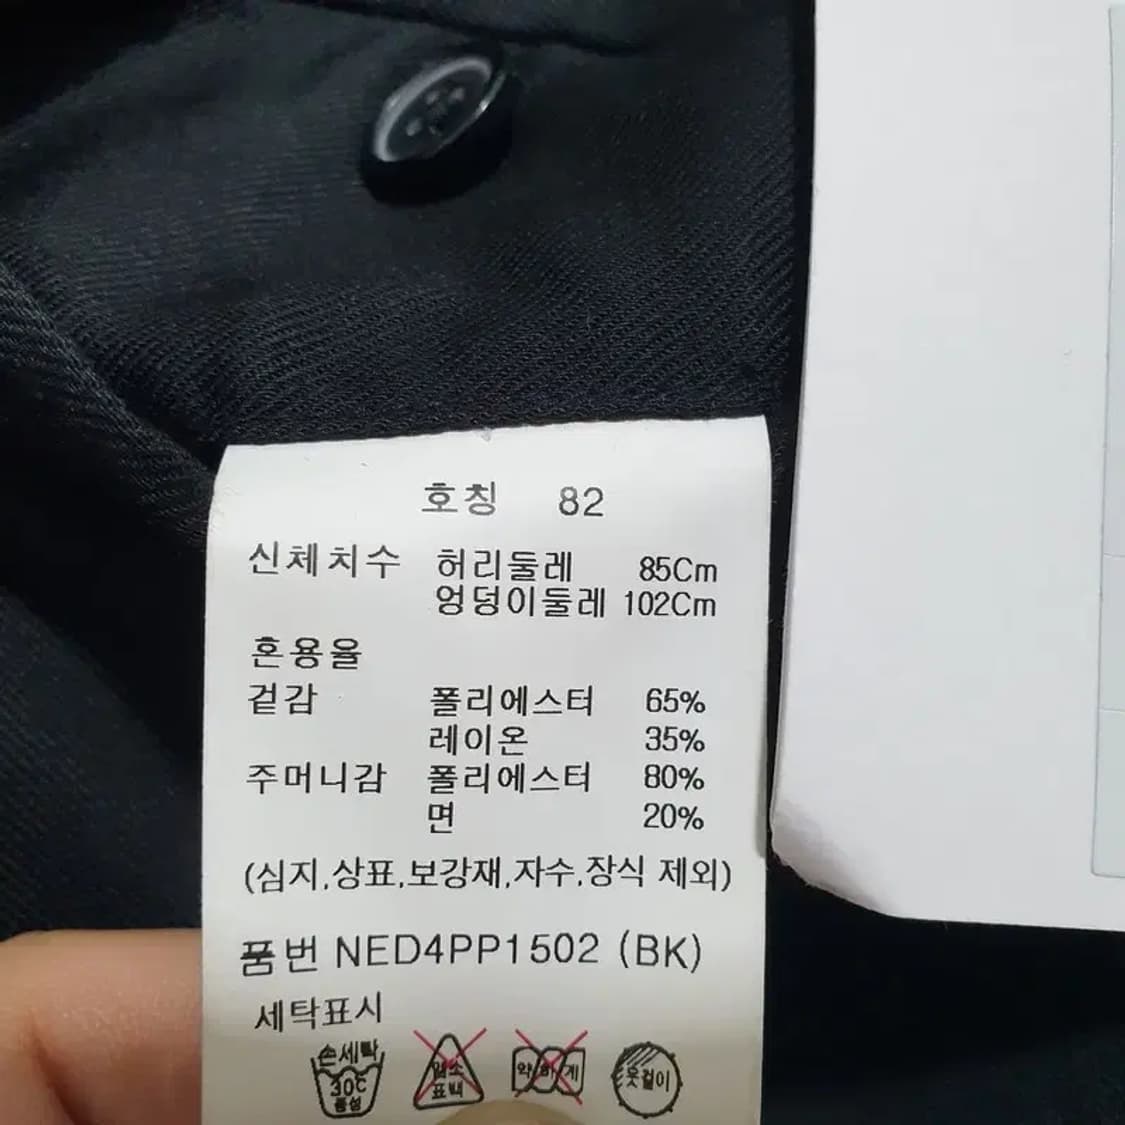 호칭 82
신체치수 허리둘레 85Cm
엉덩이둘레 102Cm
혼용율
겉감 폴리에스터 65%
레이온 35%
주머니감 폴리에스터 80%
면 20%
(심지,상표,보강재,자수,장식 제외)
품번 NED4PP1502 (BK)
세탁표시
손세탁 30℃ 중성
염소 표백
약하게
옷걸이